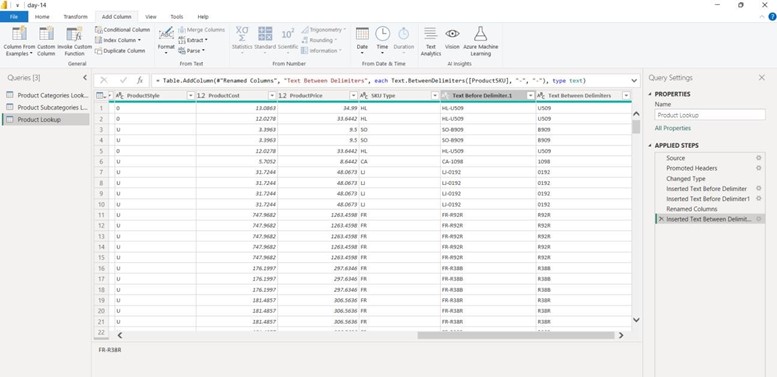 day-14
File Home Transform Add Column View Tools Help
Column From Examples Custom Column Invoke Custom Function
Conditional Column
Index Column
Duplicate Column
General
Format
Merge Columns
Extract
Parse
From Text
Statistics Standard Scientific
Trigonometry
Rounding
Information
From Number
Date Time Duration
From Date & Time
Text Analytics Vision Azure Machine Learning
AI Insights
Queries [3]
Product Categories Looku...
Product Subcategories L...
Product Lookup
= Table.AddColumn(#"Renamed Columns", "Text Between Delimiters", each Text.BetweenDelimiters([ProductSKU], "-", "-"), type text)
ProductStyle 1.2 ProductCost 1.2 ProductPrice SKU Type Text Before Delimiter.1 Text Between Delimiters
1 0 13.0863 34.99 HL HL-U509 U509
2 0 12.0278 33.6442 HL HL-U509 U509
3 U 3.3963 9.5 SO SO-B909 B909
4 U 3.3963 9.5 SO SO-B909 B909
5 0 12.0278 33.6442 HL HL-U509 U509
6 U 5.7052 8.6442 CA CA-1098 1098
7 U 31.7244 48.0673 LJ LJ-0192 0192
8 U 31.7244 48.0673 LJ LJ-0192 0192
9 U 31.7244 48.0673 LJ LJ-0192 0192
10 U 31.7244 48.0673 LJ LJ-0192 0192
11 U 747.9682 1263.4598 FR FR-R92R R92R
12 U 747.9682 1263.4598 FR FR-R92R R92R
13 U 747.9682 1263.4598 FR FR-R92R R92R
14 U 747.9682 1263.4598 FR FR-R92R R92R
15 U 747.9682 1263.4598 FR FR-R92R R92R
16 U 176.1997 297.6346 FR FR-R38B R38B
17 U 176.1997 297.6346 FR FR-R38B R38B
18 U 176.1997 297.6346 FR FR-R38B R38B
19 U 181.4857 306.5636 FR FR-R38R R38R
20 U 181.4857 306.5636 FR FR-R38R R38R
21 U 181.4857 306.5636 FR FR-R38R R38R
22
FR-R38R
Query Settings
PROPERTIES
Name
Product Lookup
All Properties
APPLIED STEPS
Source
Promoted Headers
Changed Type
Inserted Text Before Delimiter
Inserted Text Before Delimiter1
Renamed Columns
Inserted Text Between Delimit...